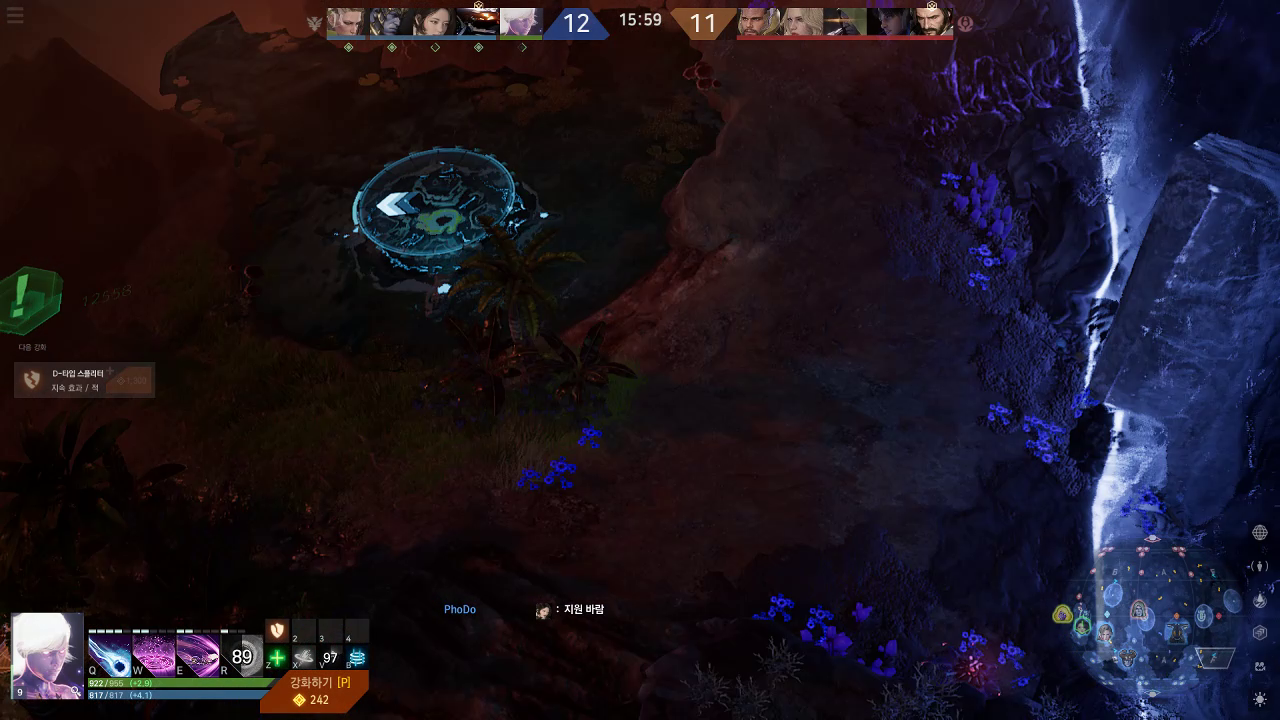 12
15:59
11
12558
다음 강화
D-타입 스플리터
지속 효과 / 적
1,300
PhoDo : 지원 바람
2 3 4
Q W E R 89 Z X V 97 B
922/955 (+2.9)
817/817 (+4.1)
9
강화하기 [P]
242